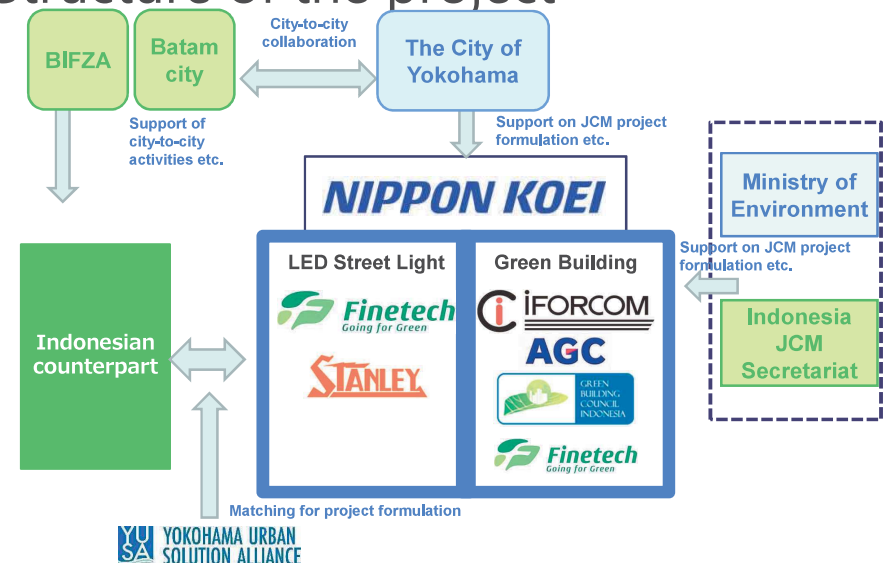 Structure of the project
BIFZA
Batam
city
City-to-city
collaboration
The City of
Yokohama
Support of
city-to-city
activities etc.
Support on JCM project
formulation etc.
NIPPON KOEI
Ministry of
Environment
LED Street Light
Green Building
Support on JCM project
formulation etc.
Finetech
Going for Green
Ci IFORCOM
Indonesian
counterpart
STANLEY
AGC
Indonesia
JCM
Secretariat
GREEN
BUILDING
COUNCIL
INDONESIA
Finetech
Going for Green
Matching for project formulation
YU
SA
YOKOHAMA URBAN
SOLUTION ALLIANCE